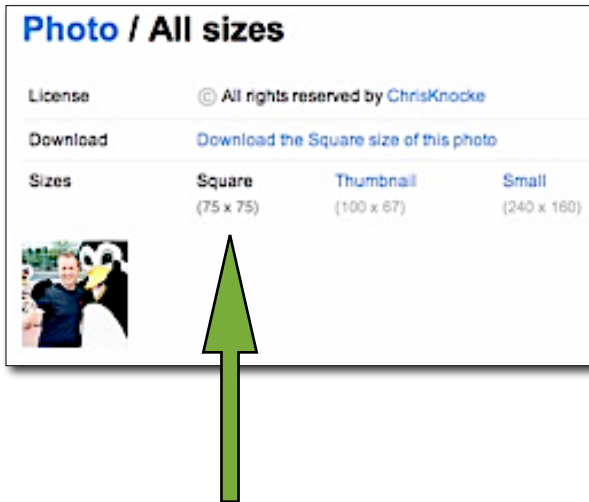 Photo / All sizes
License © All rights reserved by ChrisKnocke
Download Download the Square size of this photo
Sizes Square Thumbnail Small
(75 x 75) (100 x 67) (240 x 160)